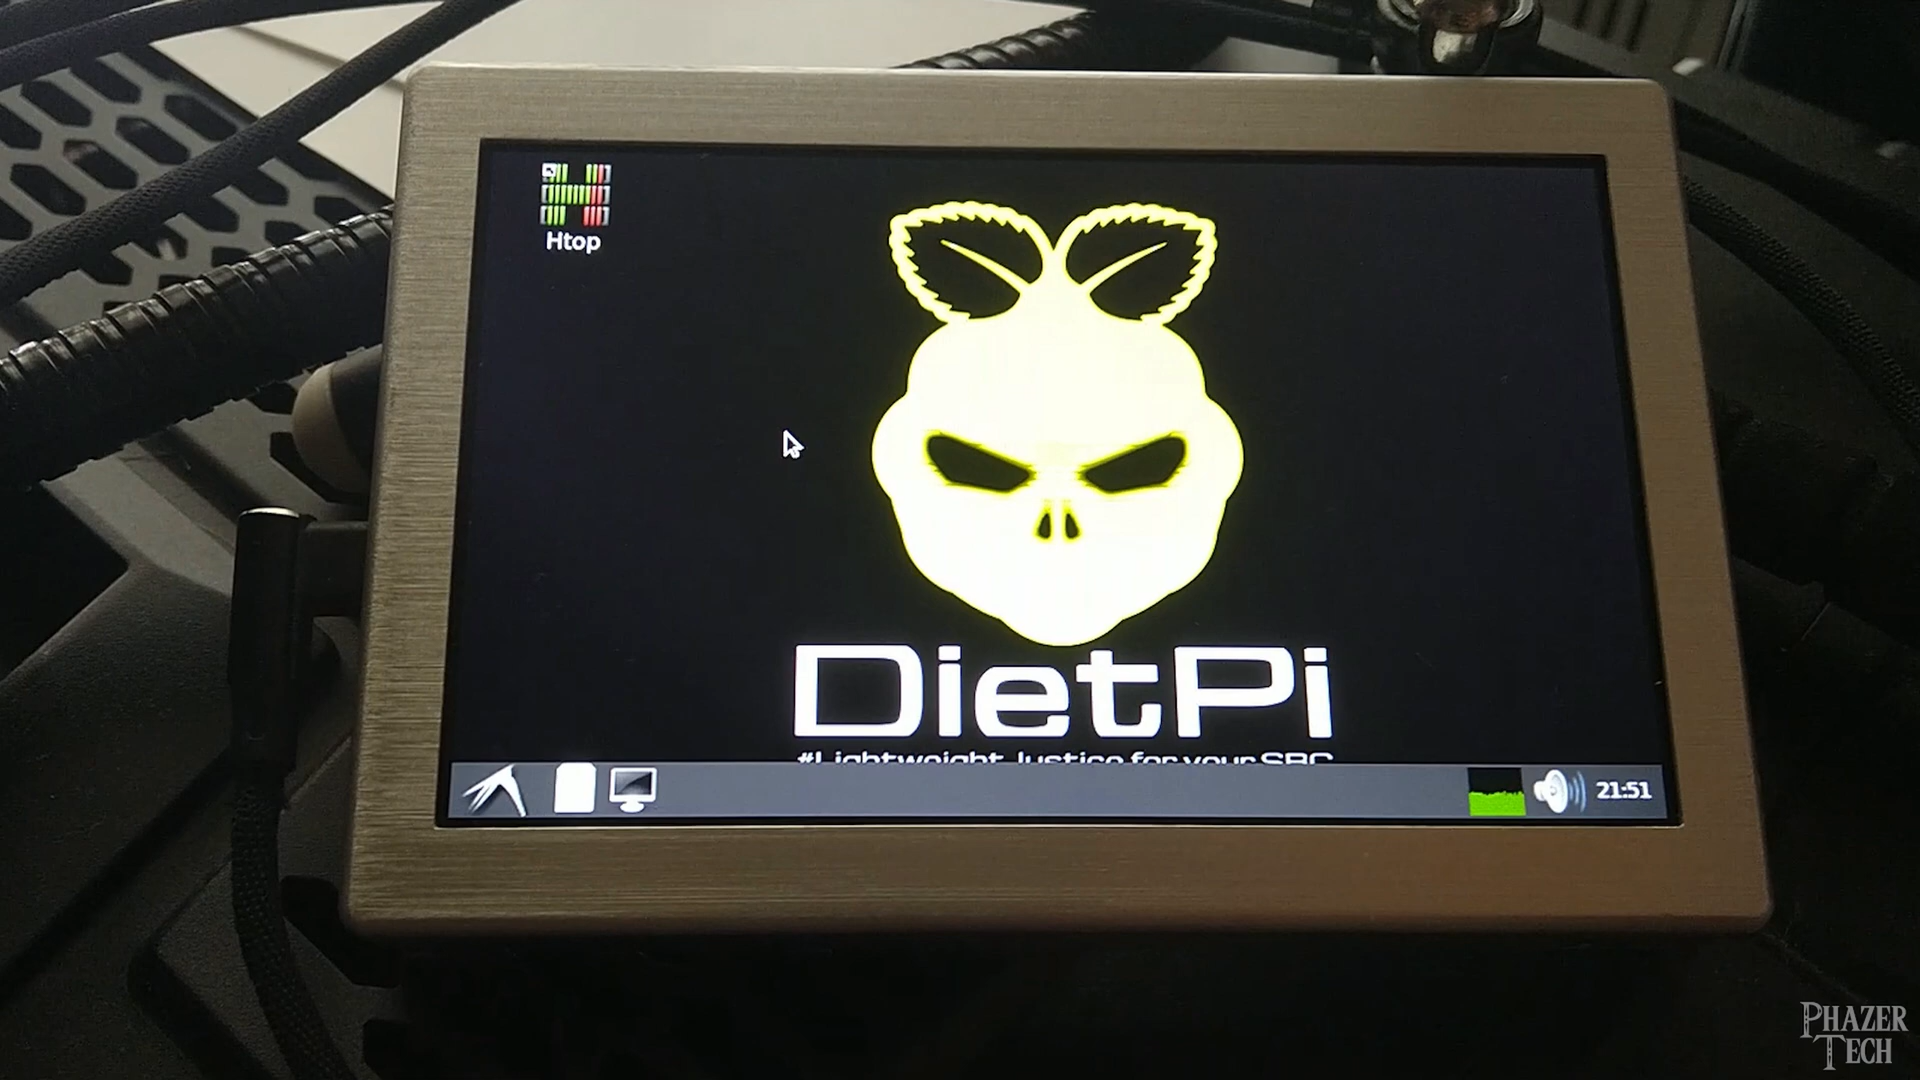 Htop
DietPi
#Lightweight Justice for your SBC
21:51
PHAZER
TECH